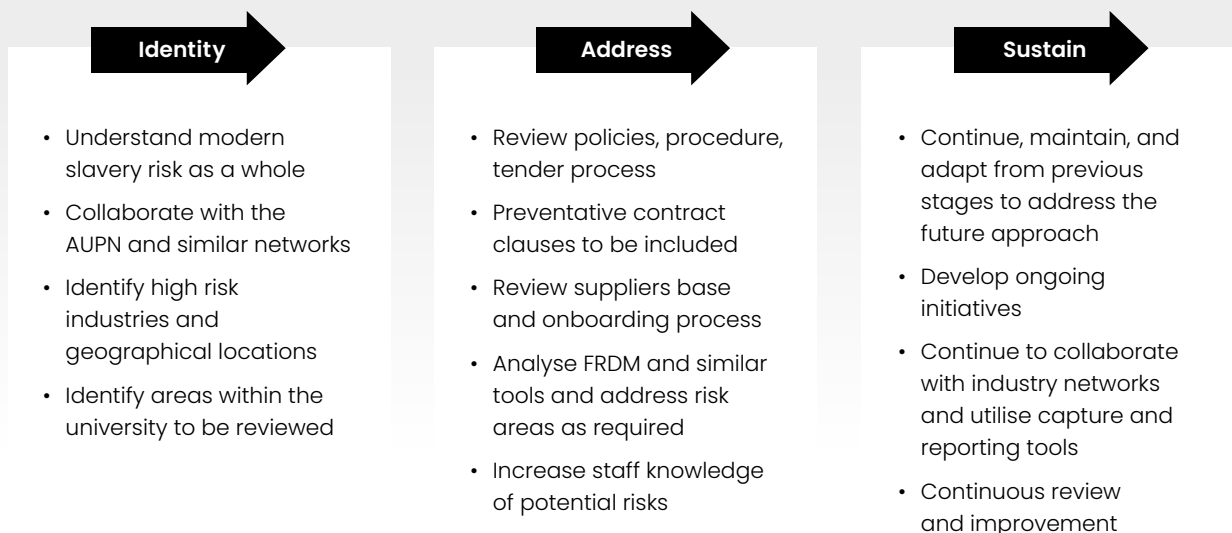 Identity
• Understand modern
slavery risk as a whole
• Collaborate with the
AUPN and similar networks
• Identify high risk
industries and
geographical locations
• Identify areas within the
university to be reviewed
Address
• Review policies, procedure,
tender process
• Preventative contract
clauses to be included
• Review suppliers base
and onboarding process
• Analyse FRDM and similar
tools and address risk
areas as required
• Increase staff knowledge
of potential risks
Sustain
• Continue, maintain, and
adapt from previous
stages to address the
future approach
• Develop ongoing
initiatives
• Continue to collaborate
with industry networks
and utilise capture and
reporting tools
• Continuous review
and improvement